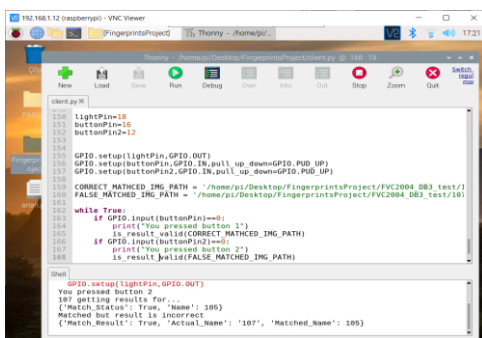 192.168.1.12 (raspberrypi) - VNC Viewer
[FingerprintsProject]
Thonny - /home/pi/...
17:21
Thonny - /home/pi/Desktop/FingerprintsProject/client.py @ 168 : 19
New
Load
Save
Run
Debug
Over
Into
Out
Stop
Zoom
Quit
Switch
regul
client.py
150 lightPin=18
151 buttonPin=16
152 buttonPin2=12
153
154
155 GPIO.setup(lightPin,GPIO.OUT)
156 GPIO.setup(buttonPin,GPIO.IN,pull_up_down=GPIO.PUD_UP)
157 GPIO.setup(buttonPin2,GPIO.IN,pull_up_down=GPIO.PUD_UP)
158
159 CORRECT_MATHCED_IMG_PATH = '/home/pi/Desktop/FingerprintsProject/FVC2004_DB3_test/1
160 FALSE_MATCHED_IMG_PATH = '/home/pi/Desktop/FingerprintsProject/FVC2004_DB3_test/107
161
162 while True:
163 if GPIO.input(buttonPin)==0:
164 print("You pressed button 1")
165 is_result_valid(CORRECT_MATHCED_IMG_PATH)
166 if GPIO.input(buttonPin2)==0:
167 print("You pressed button 2")
168 is_result_valid(FALSE_MATCHED_IMG_PATH)
Shell
GPIO.setup(lightPin,GPIO.OUT)
You pressed button 2
107 getting results for...
{'Match_Status': True, 'Name': 105}
Matched but result is incorrect
{'Match_Result': True, 'Actual_Name': '107', 'Matched_Name': 105}